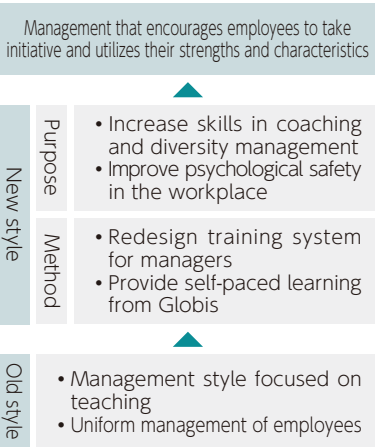 Management that encourages employees to take
initiative and utilizes their strengths and characteristics
New style
Purpose
• Increase skills in coaching
and diversity management
• Improve psychological safety
in the workplace
Method
• Redesign training system
for managers
• Provide self-paced learning
from Globis
Old style
• Management style focused on
teaching
• Uniform management of employees